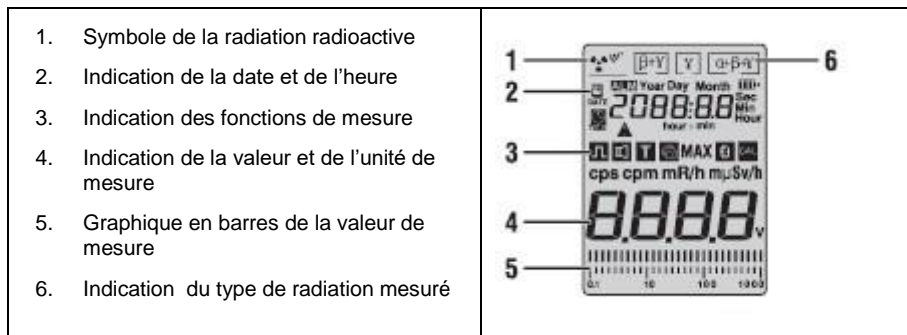 1. Symbole de la radiation radioactive
2. Indication de la date et de l'heure
3. Indication des fonctions de mesure
4. Indication de la valeur et de l'unité de
mesure
5. Graphique en barres de la valeur de
mesure
6. Indication du type de radiation mesuré
1
β+γ γ α+β+γ
6
2
ALM Year Day Month
DATE
2088:8.8
Sec
Min
Hour
hour : min
3
T MAX CAL
cps cpm mR/h mμSv/h
4
8.8.8.8
V
5
0.1 10 100 1000